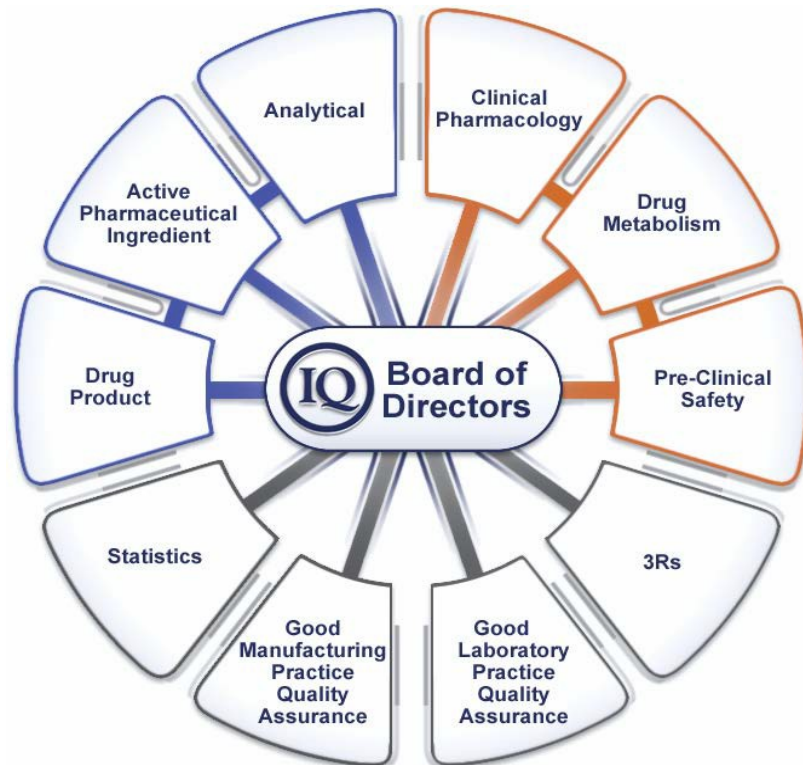 Analytical
Clinical
Pharmacology
Active
Pharmaceutical
Ingredient
Drug
Metabolism
Drug
Product
IQ
Board of
Directors
Pre-Clinical
Safety
Statistics
3Rs
Good
Manufacturing
Practice
Quality
Assurance
Good
Laboratory
Practice
Quality
Assurance